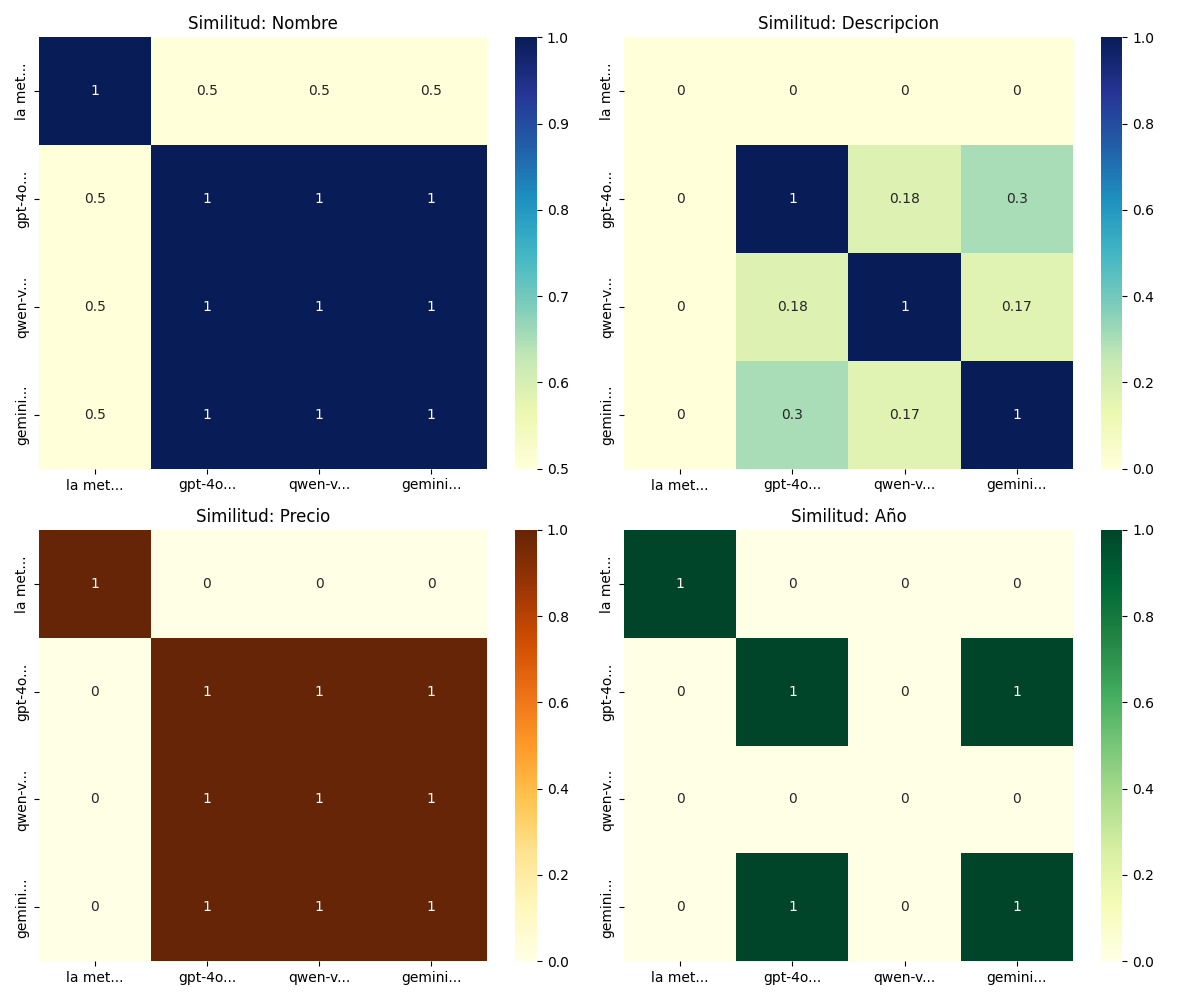 Similitud: Nombre
la met...
1 0.5 0.5 0.5
gpt-4o...
0.5 1 1 1
qwen-v...
0.5 1 1 1
gemini...
0.5 1 1 1
la met... gpt-4o... qwen-v... gemini...
1.0
0.9
0.8
0.7
0.6
0.5
Similitud: Descripcion
la met...
0 0 0 0
gpt-4o...
0 1 0.18 0.3
qwen-v...
0 0.18 1 0.17
gemini...
0 0.3 0.17 1
la met... gpt-4o... qwen-v... gemini...
1.0
0.8
0.6
0.4
0.2
0.0
Similitud: Precio
la met...
1 0 0 0
gpt-4o...
0 1 1 1
qwen-v...
0 1 1 1
gemini...
0 1 1 1
la met... gpt-4o... qwen-v... gemini...
1.0
0.8
0.6
0.4
0.2
0.0
Similitud: Año
la met...
1 0 0 0
gpt-4o...
0 1 0 1
qwen-v...
0 0 0 0
gemini...
0 1 0 1
la met... gpt-4o... qwen-v... gemini...
1.0
0.8
0.6
0.4
0.2
0.0